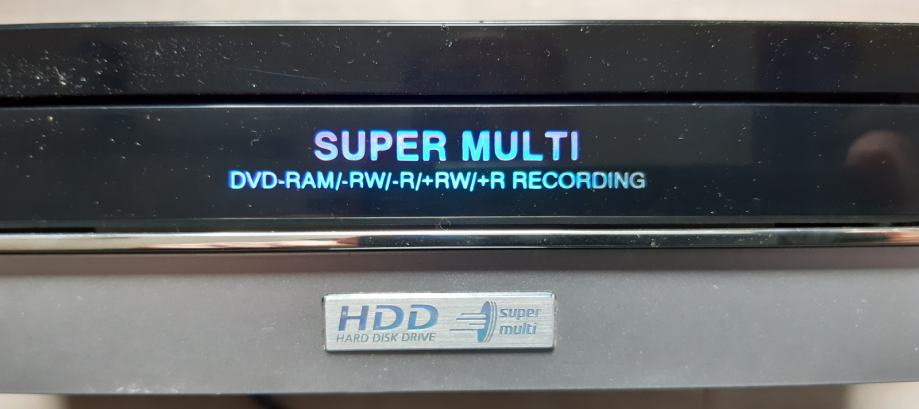 SUPER MULTI
DVD-RAM/-RW/-R/+RW/+R RECORDING
HDD
HARD DISK DRIVE
super
multi